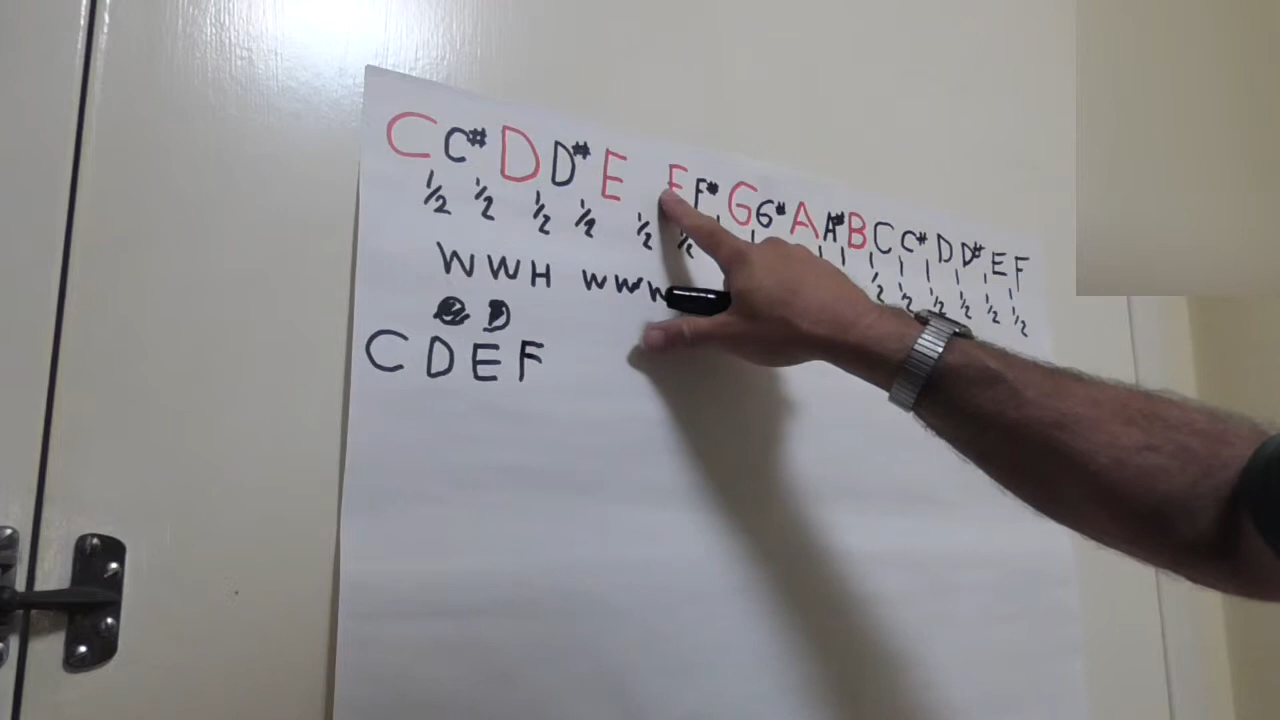 C C# D D# E F F# G G# A A# B C C# D D# E F
½ ½ ½ ½ ½ ½ ½ ½ ½ ½ ½ ½
W W H W W W
C D E F